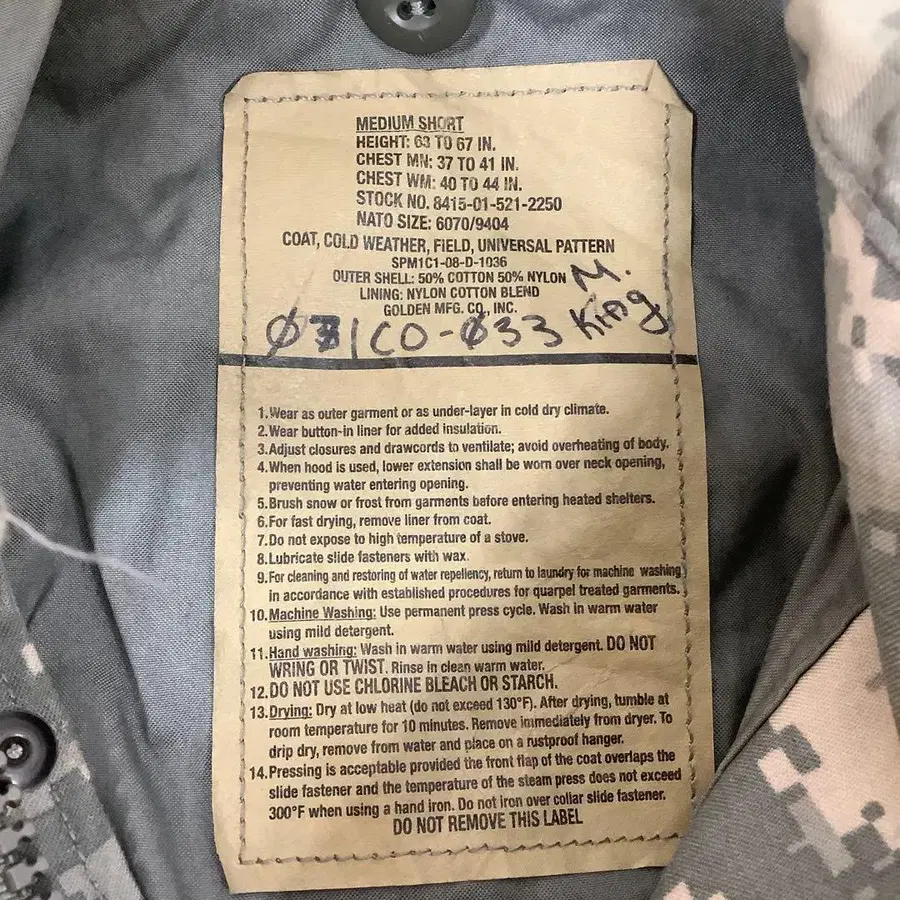 MEDIUM SHORT
HEIGHT: 63 TO 67 IN.
CHEST MN: 37 TO 41 IN.
CHEST WM: 40 TO 44 IN.
STOCK NO. 8415-01-521-2250
NATO SIZE: 6070/9404
COAT, COLD WEATHER, FIELD, UNIVERSAL PATTERN
SPM1C1-08-D-1036
OUTER SHELL: 50% COTTON 50% NYLON
LINING: NYLON COTTON BLEND
GOLDEN MFG. CO., INC.
M.
King
Ø31CO-Ø33
1. Wear as outer garment or as under-layer in cold dry climate.
2. Wear button-in liner for added insulation.
3. Adjust closures and drawcords to ventilate; avoid overheating of body.
4. When hood is used, lower extension shall be worn over neck opening,
preventing water entering opening.
5. Brush snow or frost from garments before entering heated shelters.
6. For fast drying, remove liner from coat.
7. Do not expose to high temperature of a stove.
8. Lubricate slide fasteners with wax.
9. For cleaning and restoring of water repellency, return to laundry for machine washing
in accordance with established procedures for quarpel treated garments.
10. Machine Washing: Use permanent press cycle. Wash in warm water
using mild detergent.
11. Hand washing: Wash in warm water using mild detergent. DO NOT
WRING OR TWIST. Rinse in clean warm water.
12. DO NOT USE CHLORINE BLEACH OR STARCH.
13. Drying: Dry at low heat (do not exceed 130°F). After drying, tumble at
room temperature for 10 minutes. Remove immediately from dryer. To
drip dry, remove from water and place on a rustproof hanger.
14. Pressing is acceptable provided the front flap of the coat overlaps the
slide fastener and the temperature of the steam press does not exceed
300°F when using a hand iron. Do not iron over collar slide fastener.
DO NOT REMOVE THIS LABEL